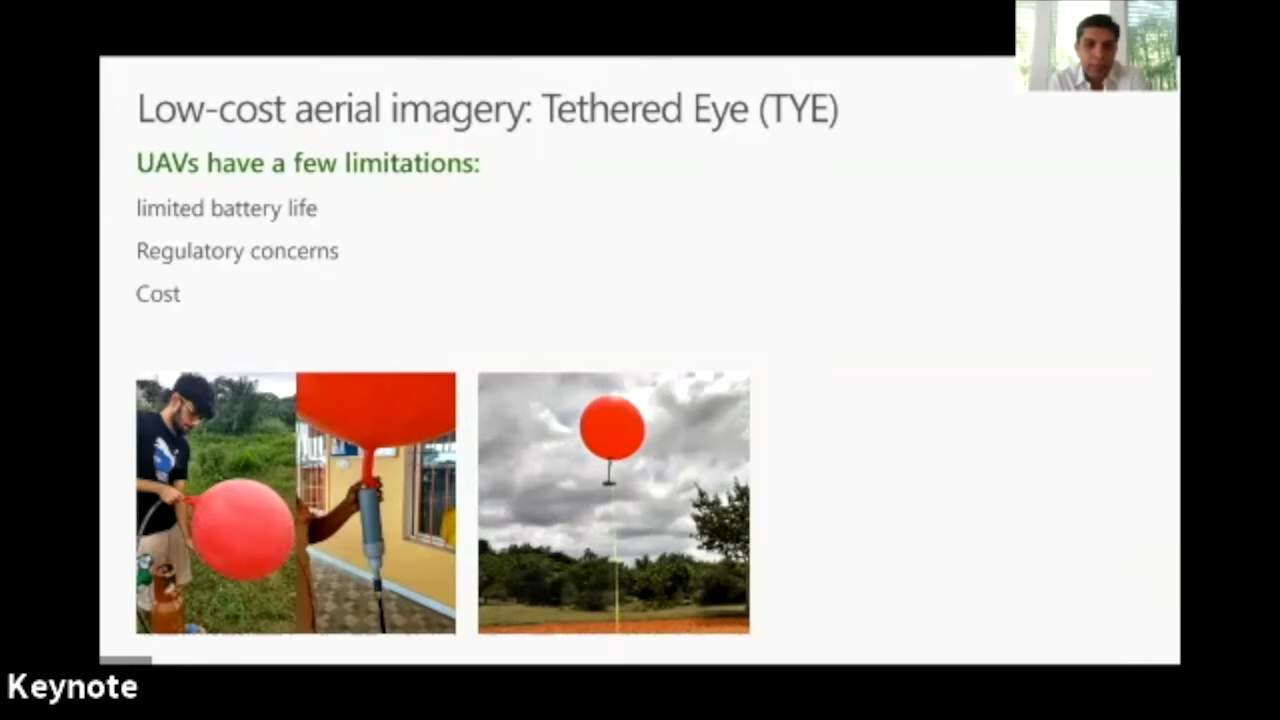 Low-cost aerial imagery: Tethered Eye (TYE)
UAVs have a few limitations:
limited battery life
Regulatory concerns
Cost
Keynote